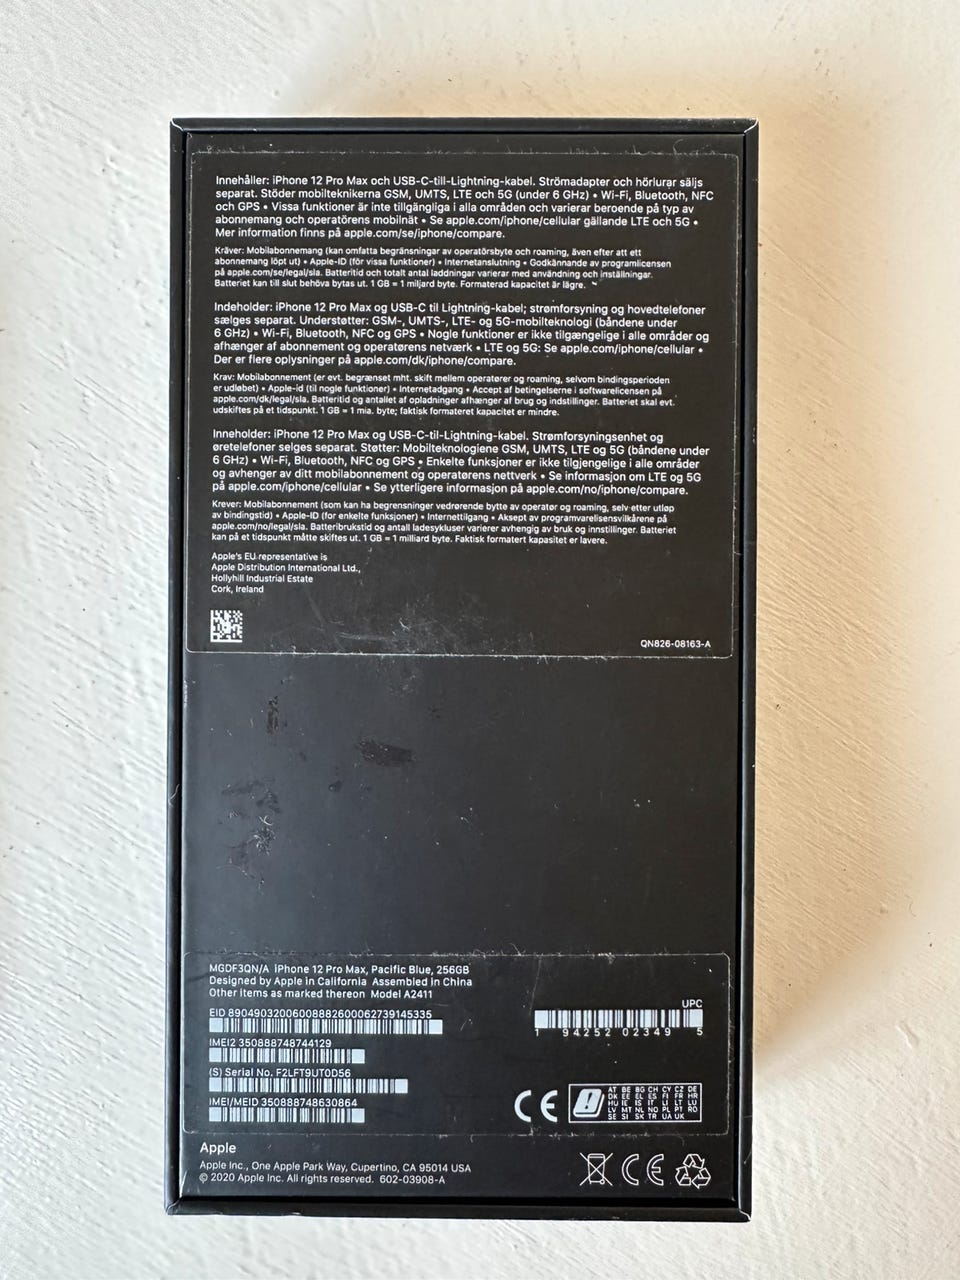 Innehåller: iPhone 12 Pro Max och USB-C-till-Lightning-kabel. Strömadapter och hörlurar säljs
separat. Stöder mobilteknikerna GSM, UMTS, LTE och 5G (under 6 GHz) • Wi-Fi, Bluetooth, NFC
och GPS • Vissa funktioner är inte tillgängliga i alla områden och varierar beroende på typ av
abonnemang och operatörens mobilnät • Se apple.com/iphone/cellular gällande LTE och 5G •
Mer information finns på apple.com/se/iphone/compare.
Kräver: Mobilabonnemang (kan omfatta begränsningar av operatörsbyte och roaming, även efter att ett
abonnemang löpt ut) • Apple-ID (för vissa funktioner) • Internetanslutning • Godkännande av programlicensen
på apple.com/se/legal/sla. Batteritid och totalt antal laddningar varierar med användning och inställningar.
Batteriet kan till slut behöva bytas ut. 1 GB = 1 miljard byte. Formaterad kapacitet är lägre.
Indeholder: iPhone 12 Pro Max og USB-C til Lightning-kabel; strømforsyning og hovedtelefoner
sælges separat. Understøtter: GSM-, UMTS-, LTE- og 5G-mobilteknologi (båndene under
6 GHz) • Wi-Fi, Bluetooth, NFC og GPS • Nogle funktioner er ikke tilgængelige i alle områder og
afhænger af abonnement og operatørens netværk • LTE og 5G: Se apple.com/iphone/cellular •
Der er flere oplysninger på apple.com/dk/iphone/compare.
Krav: Mobilabonnement (er evt. begrænset mht. skift mellem operatører og roaming, selvom bindingsperioden
er udløbet) • Apple-id (til nogle funktioner) • Internetadgang • Accept af betingelserne i softwarelicensen på
apple.com/dk/legal/sla. Batteritid og antallet af opladninger afhænger af brug og indstillinger. Batteriet skal evt.
udskiftes på et tidspunkt. 1 GB = 1 mia. byte; faktisk formateret kapacitet er mindre.
Inneholder: iPhone 12 Pro Max og USB-C-til-Lightning-kabel. Strømforsyningsenhet og
øretelefoner selges separat. Støtter: Mobilteknologiene GSM, UMTS, LTE og 5G (båndene under
6 GHz) • Wi-Fi, Bluetooth, NFC og GPS • Enkelte funksjoner er ikke tilgjengelige i alle områder
og avhenger av ditt mobilabonnement og operatørens nettverk • Se informasjon om LTE og 5G
på apple.com/iphone/cellular • Se ytterligere informasjon på apple.com/no/iphone/compare.
Krever: Mobilabonnement (som kan ha begrensninger vedrørende bytte av operatør og roaming, selv etter utløp
av bindingstid) • Apple-ID (for enkelte funksjoner) • Internettilgang • Aksept av programvarelisensvilkårene på
apple.com/no/legal/sla. Batteribrukstid og antall ladesykluser varierer avhengig av bruk og innstillinger. Batteriet
kan på et tidspunkt måtte skiftes ut. 1 GB = 1 milliard byte. Faktisk formatert kapasitet er lavere.
Apple's EU representative is
Apple Distribution International Ltd.,
Hollyhill Industrial Estate
Cork, Ireland
QN826-08163-A
MGDF3QN/A iPhone 12 Pro Max, Pacific Blue, 256GB
Designed by Apple in California Assembled in China
Other items as marked thereon Model A2411
EID 89049032006008882600062739145335
IMEI2 350888748744129
(S) Serial No. F2LFT9UT0D56
IMEI/MEID 350888748630864
UPC
1 94252 02349 5
CE
AT BE BG CH CY CZ DE
DK EE EL ES FI FR HR
HU IE IS IT LI LT LU
LV MT NL NO PL PT RO
SE SI SK TR UA UK
Apple
Apple Inc., One Apple Park Way, Cupertino, CA 95014 USA
© 2020 Apple Inc. All rights reserved. 602-03908-A
CE